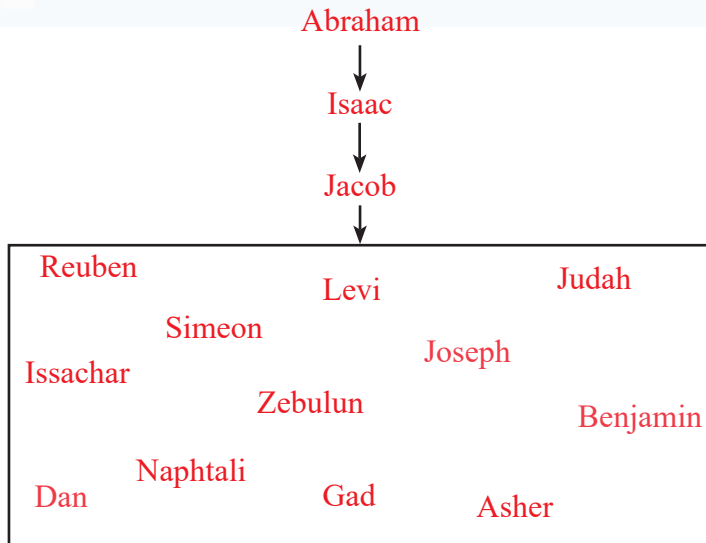 Abraham
Isaac
Jacob
Reuben
Levi
Judah
Simeon
Joseph
Issachar
Zebulun
Benjamin
Naphtali
Dan
Gad
Asher